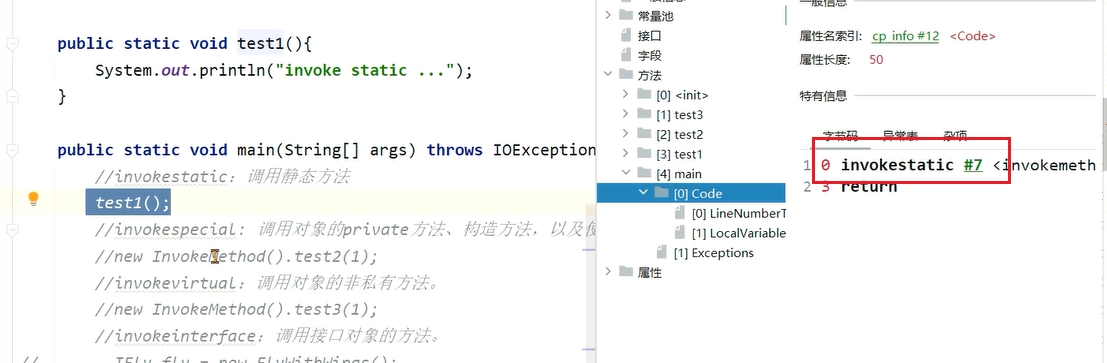 public static void test1(){
System.out.println("invoke static ...");
}
public static void main(String[] args) throws IOException
//invokestatic：调用静态方法
test1();
//invokespecial：调用对象的private方法、构造方法，以及使
//new InvokeMethod().test2(1);
//invokevirtual：调用对象的非私有方法。
//new InvokeMethod().test3(1);
//invokeinterface：调用接口对象的方法。
// IFly fly = new FlyWithWings();
常量池
接口
字段
方法
[0] <init>
[1] test3
[2] test2
[3] test1
[4] main
[0] Code
[0] LineNumberT
[1] LocalVariable
[1] Exceptions
属性
一般信息
属性名索引: cp_info #12 <Code>
属性长度: 50
特有信息
字节码 异常表 杂项
1 0 invokestatic #7 <invokemeth
2 3 return